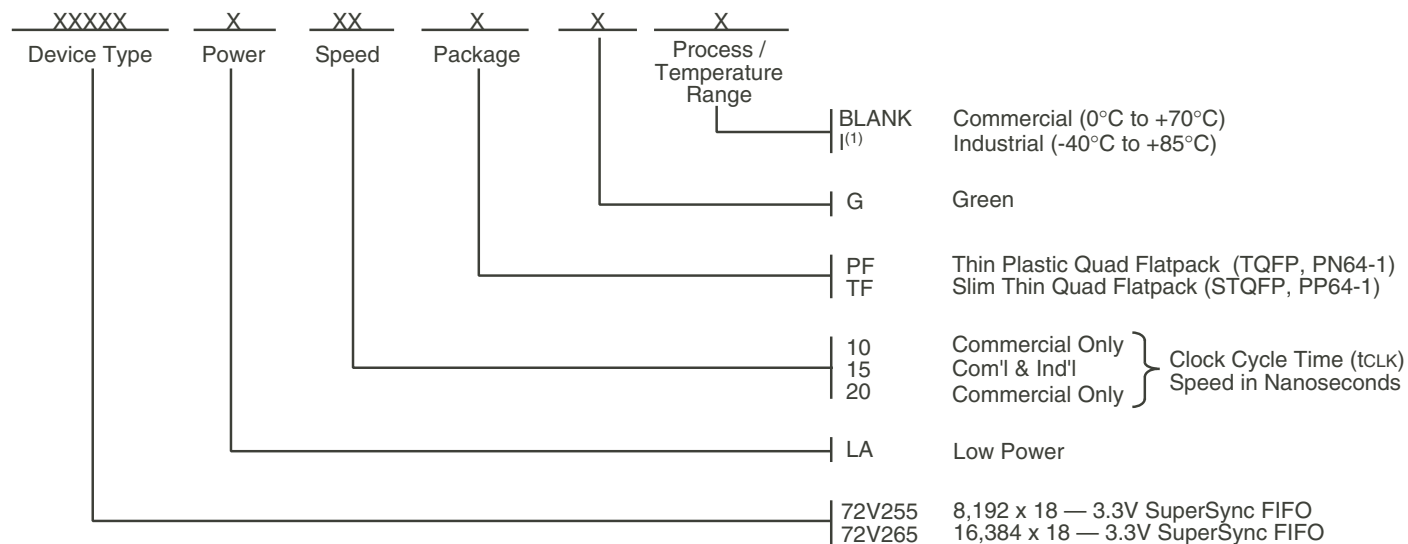 XXXXX X XX X X X
Device Type Power Speed Package Process /
Temperature
Range
BLANK Commercial (0°C to +70°C)
I(1) Industrial (-40°C to +85°C)
G Green
PF Thin Plastic Quad Flatpack (TQFP, PN64-1)
TF Slim Thin Quad Flatpack (STQFP, PP64-1)
10 Commercial Only
15 Com'l & Ind'l
20 Commercial Only
Clock Cycle Time (tCLK)
Speed in Nanoseconds
LA Low Power
72V255 8,192 x 18 — 3.3V SuperSync FIFO
72V265 16,384 x 18 — 3.3V SuperSync FIFO